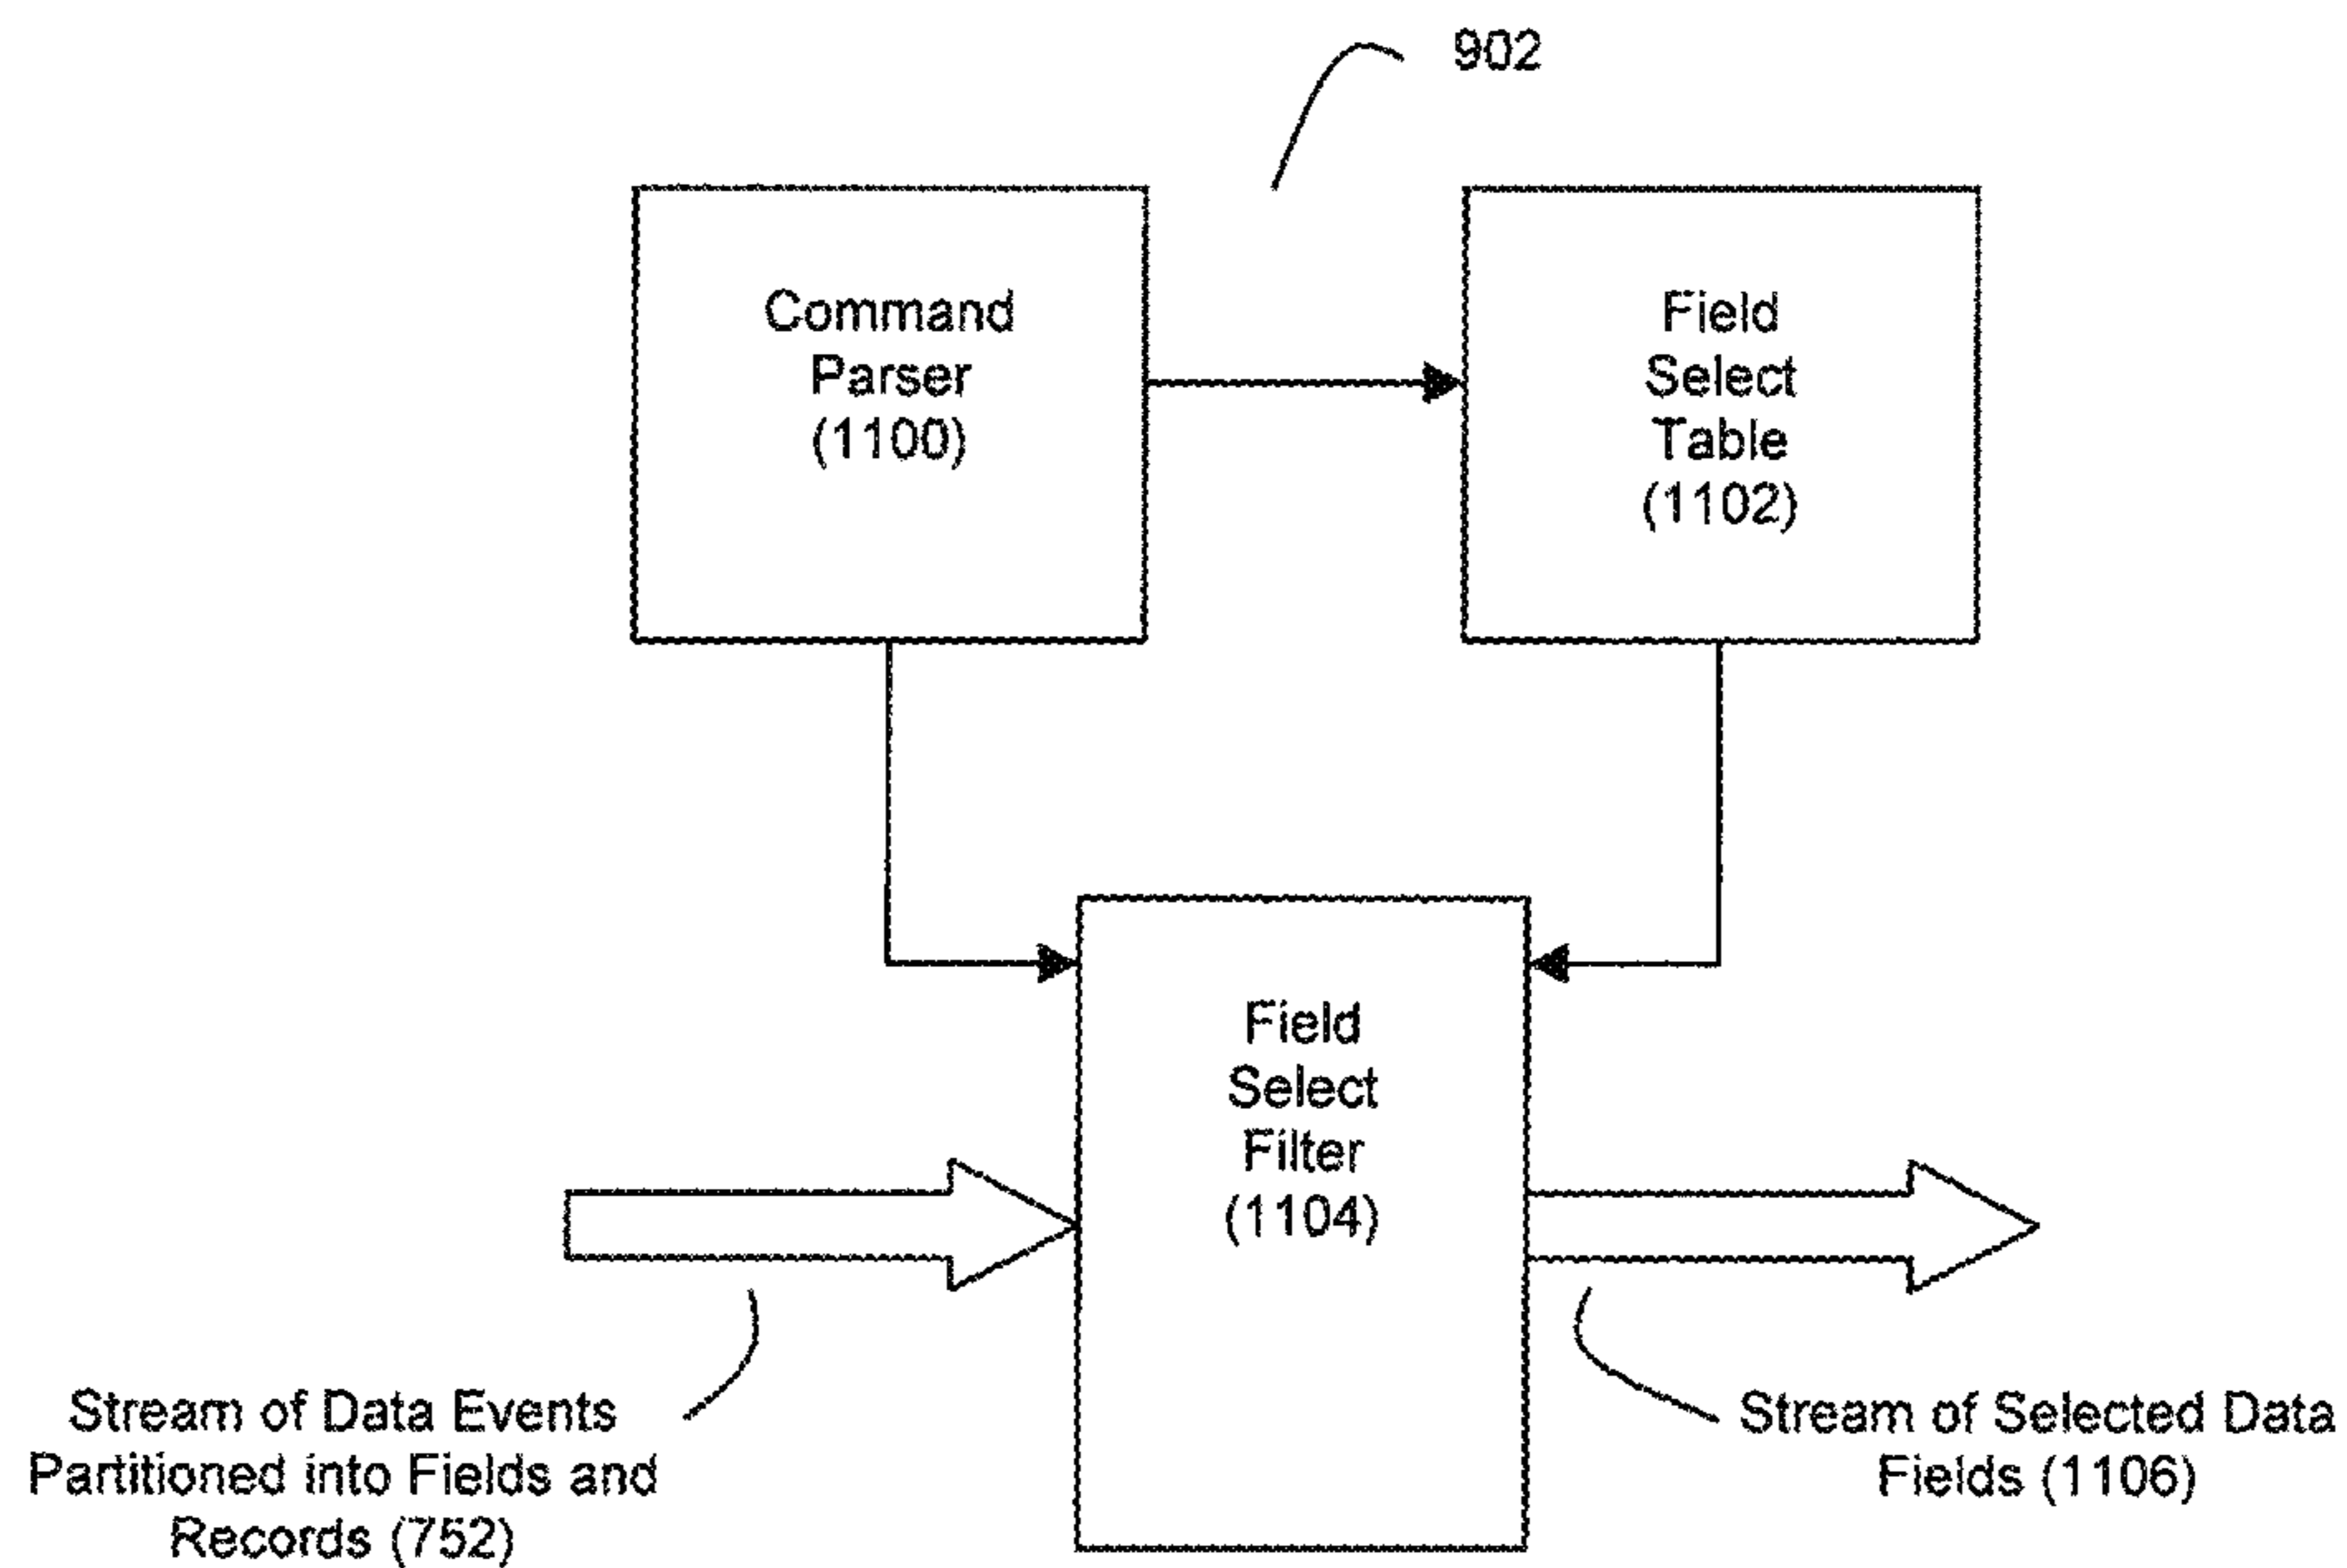 902
Command
Parser
(1100)
Field
Select
Table
(1102)
Field
Select
Filter
(1104)
Stream of Data Events
Partitioned into Fields and
Records (752)
Stream of Selected Data
Fields (1106)